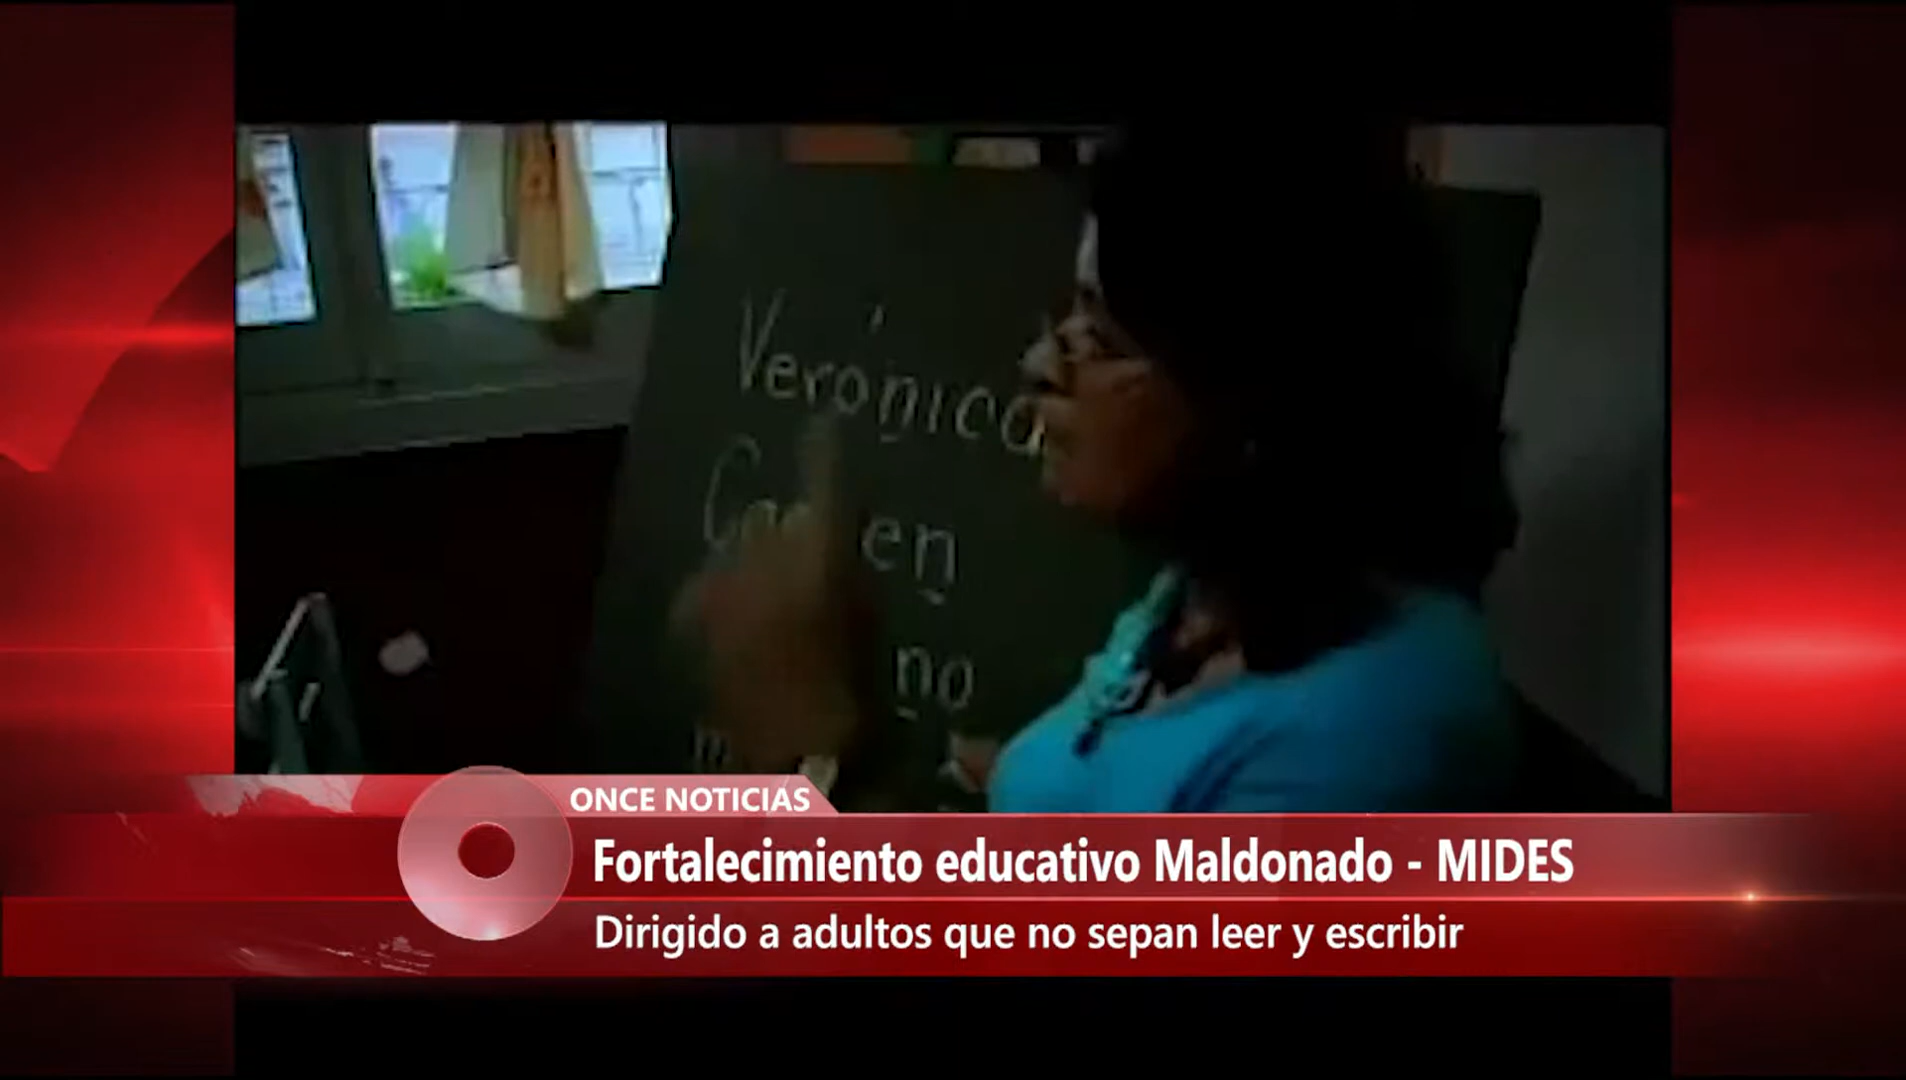 Verónica
en
no
ONCE NOTICIAS
Fortalecimiento educativo Maldonado - MIDES
Dirigido a adultos que no sepan leer y escribir